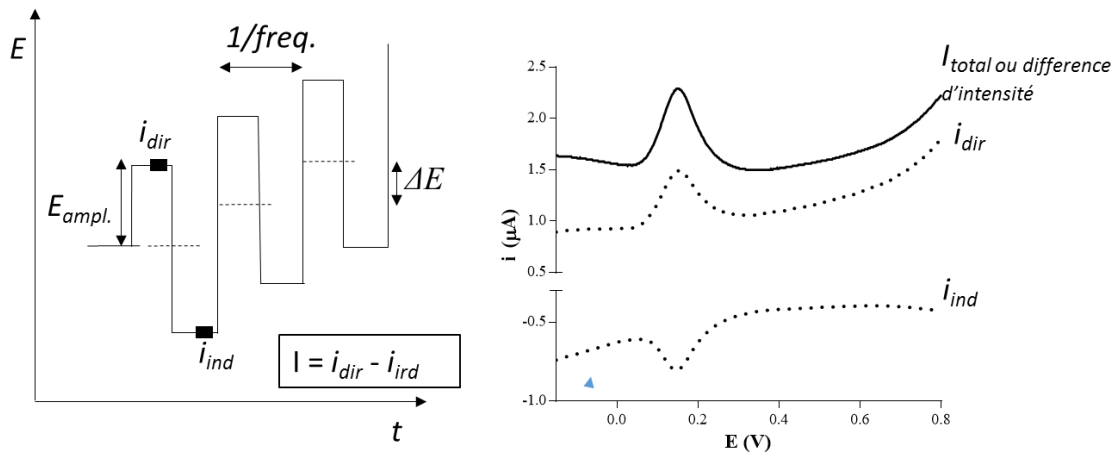 E
1/freq.
i_dir
E_ampl.
ΔE
i_ind
I = i_dir - i_ird
t
I_total ou difference
d'intensité
i_dir
i_ind
2.5
2.0
1.5
1.0
0.5
-0.5
-1.0
i (μA)
0.0 0.2 0.4 0.6 0.8
E (V)